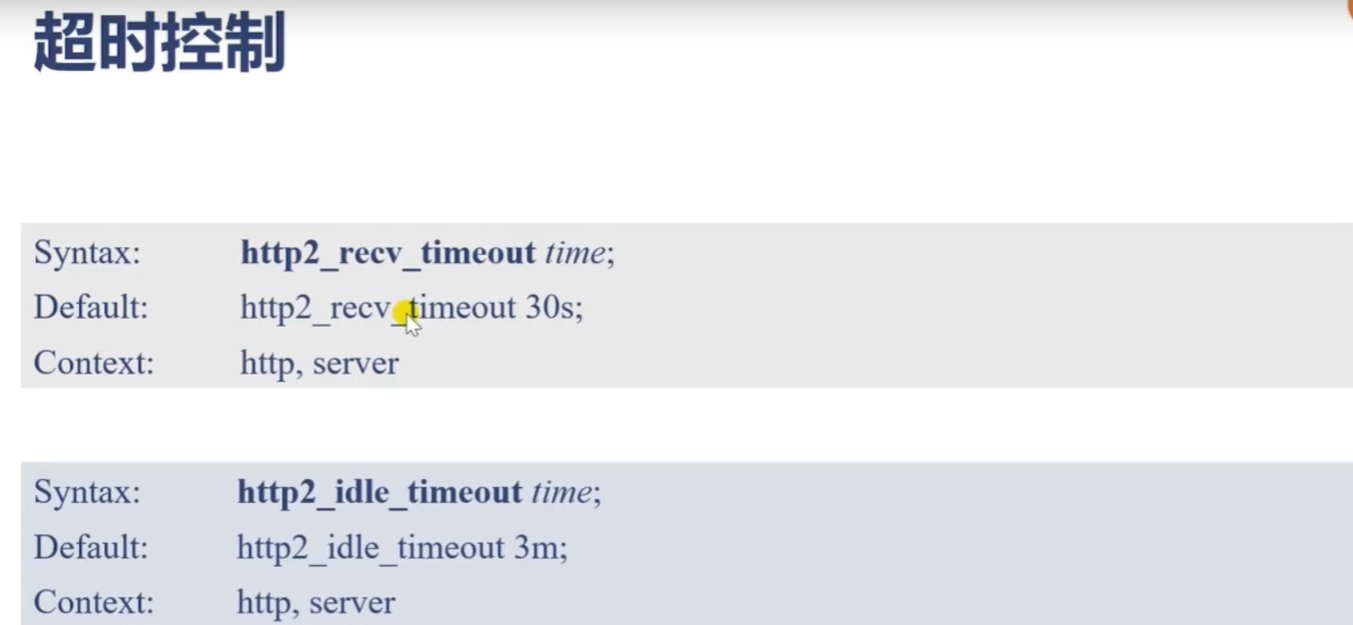 超时控制
Syntax: http2_recv_timeout time;
Default: http2_recv_timeout 30s;
Context: http, server
Syntax: http2_idle_timeout time;
Default: http2_idle_timeout 3m;
Context: http, server